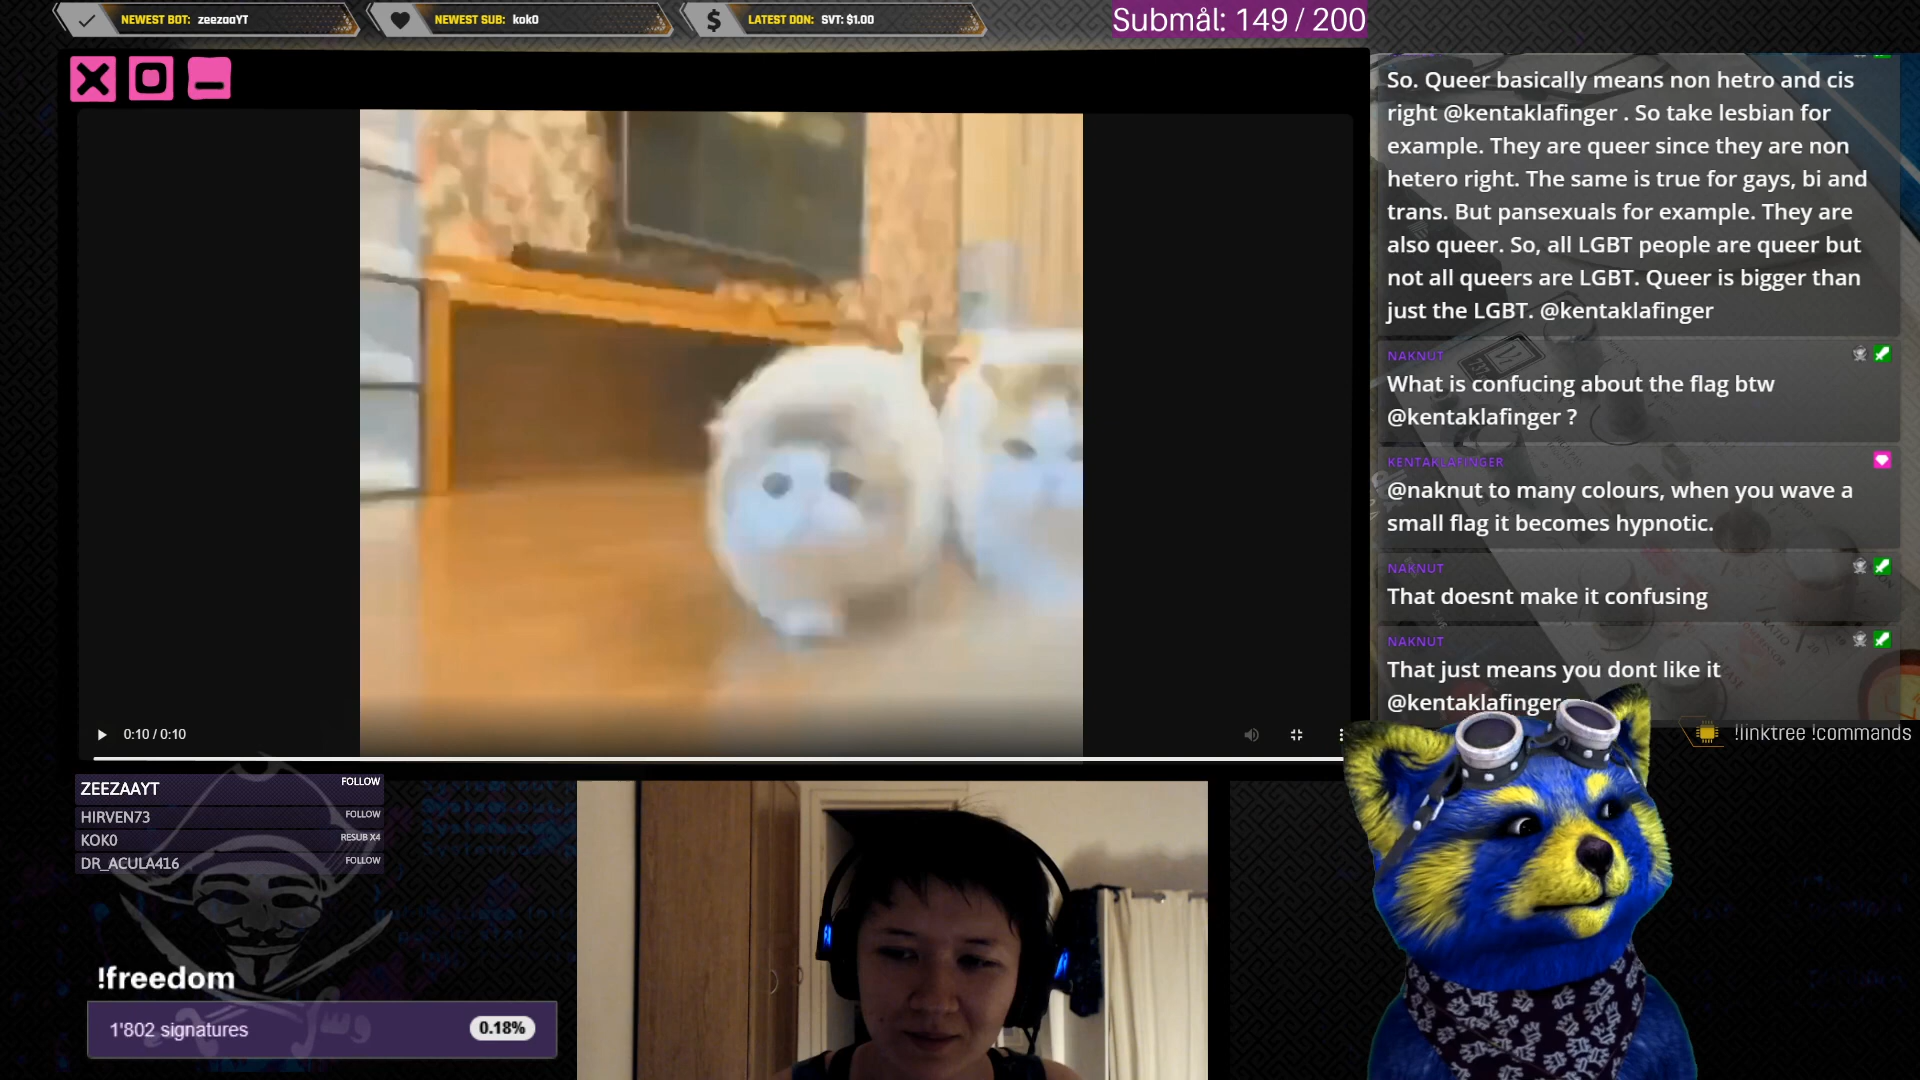 NEWEST BOT: zeezaaYT
NEWEST SUB: kok0
LATEST DON: SVT: $1.00
Submål: 149 / 200
So. Queer basically means non hetro and cis
right @kentaklafinger . So take lesbian for
example. They are queer since they are non
hetero right. The same is true for gays, bi and
trans. But pansexuals for example. They are
also queer. So, all LGBT people are queer but
not all queers are LGBT. Queer is bigger than
just the LGBT. @kentaklafinger
NAKNUT
What is confucing about the flag btw
@kentaklafinger ?
KENTAKLAFINGER
@naknut to many colours, when you wave a
small flag it becomes hypnotic.
NAKNUT
That doesnt make it confusing
NAKNUT
That just means you dont like it
@kentaklafinger
!linktree !commands
0:10 / 0:10
ZEEZAAYT FOLLOW
HIRVEN73 FOLLOW
KOK0 RESUB X4
DR_ACULA416 FOLLOW
!freedom
1'802 signatures 0.18%